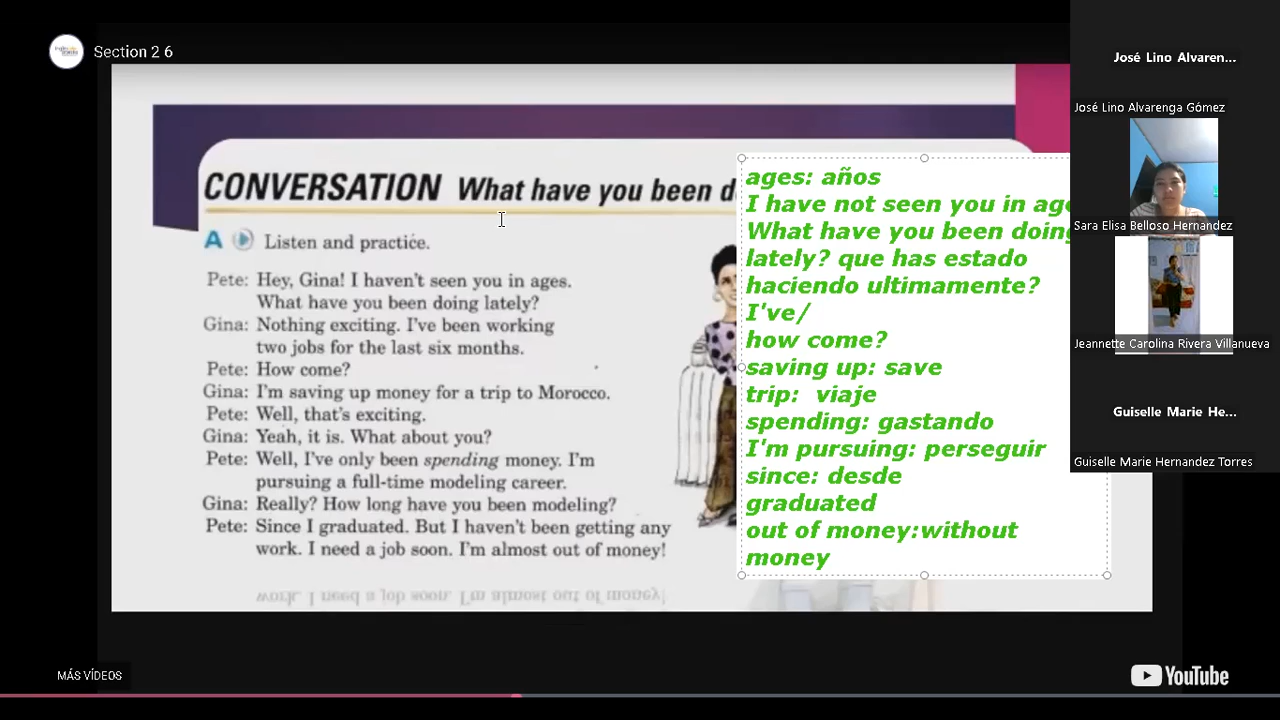 Section 2 6
CONVERSATION What have you been d
A Listen and practice.
Pete: Hey, Gina! I haven't seen you in ages.
What have you been doing lately?
Gina: Nothing exciting. I've been working
two jobs for the last six months.
Pete: How come?
Gina: I'm saving up money for a trip to Morocco.
Pete: Well, that's exciting.
Gina: Yeah, it is. What about you?
Pete: Well, I've only been spending money. I'm
pursuing a full-time modeling career.
Gina: Really? How long have you been modeling?
Pete: Since I graduated. But I haven't been getting any
work. I need a job soon. I'm almost out of money!
work. I need a job soon. I'm almost out of money!
ages: años
I have not seen you in age
What have you been doing
lately? que has estado
haciendo ultimamente?
I've/
how come?
saving up: save
trip: viaje
spending: gastando
I'm pursuing: perseguir
since: desde
graduated
out of money:without
money
José Lino Alvaren...
José Lino Alvarenga Gómez
Sara Elisa Belloso Hernandez
Jeannette Carolina Rivera Villanueva
Guiselle Marie He...
Guiselle Marie Hernandez Torres
MÁS VÍDEOS
YouTube